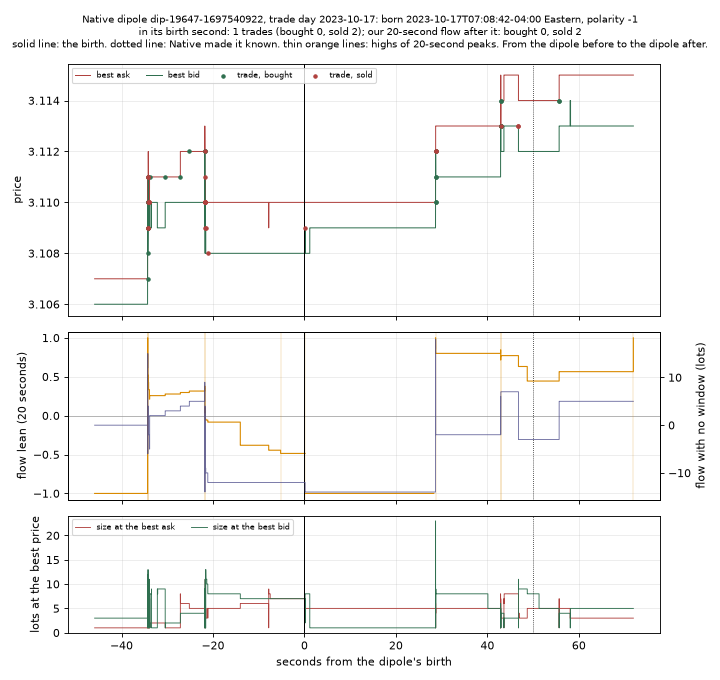 Native dipole dip-19647-1697540922, trade day 2023-10-17: born 2023-10-17T07:08:42-04:00 Eastern, polarity -1
in its birth second: 1 trades (bought 0, sold 2); our 20-second flow after it: bought 0, sold 2
solid line: the birth. dotted line: Native made it known. thin orange lines: highs of 20-second peaks. From the dipole before to the dipole after.
best ask best bid trade, bought trade, sold
3.114
3.112
3.110
3.108
3.106
price
1.0
0.5
0.0
−0.5
−1.0
flow lean (20 seconds)
10
0
−10
flow with no window (lots)
size at the best ask size at the best bid
20
15
10
5
0
lots at the best price
−40 −20 0 20 40 60
seconds from the dipole's birth